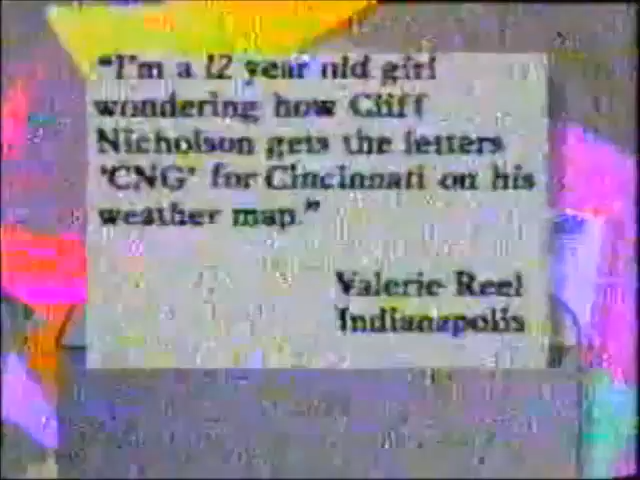 "I'm a 12 year old girl
wondering how Cliff
Nicholson gets the letters
'CNG' for Cincinnati on his
weather map."
Valerie Reel
Indianapolis